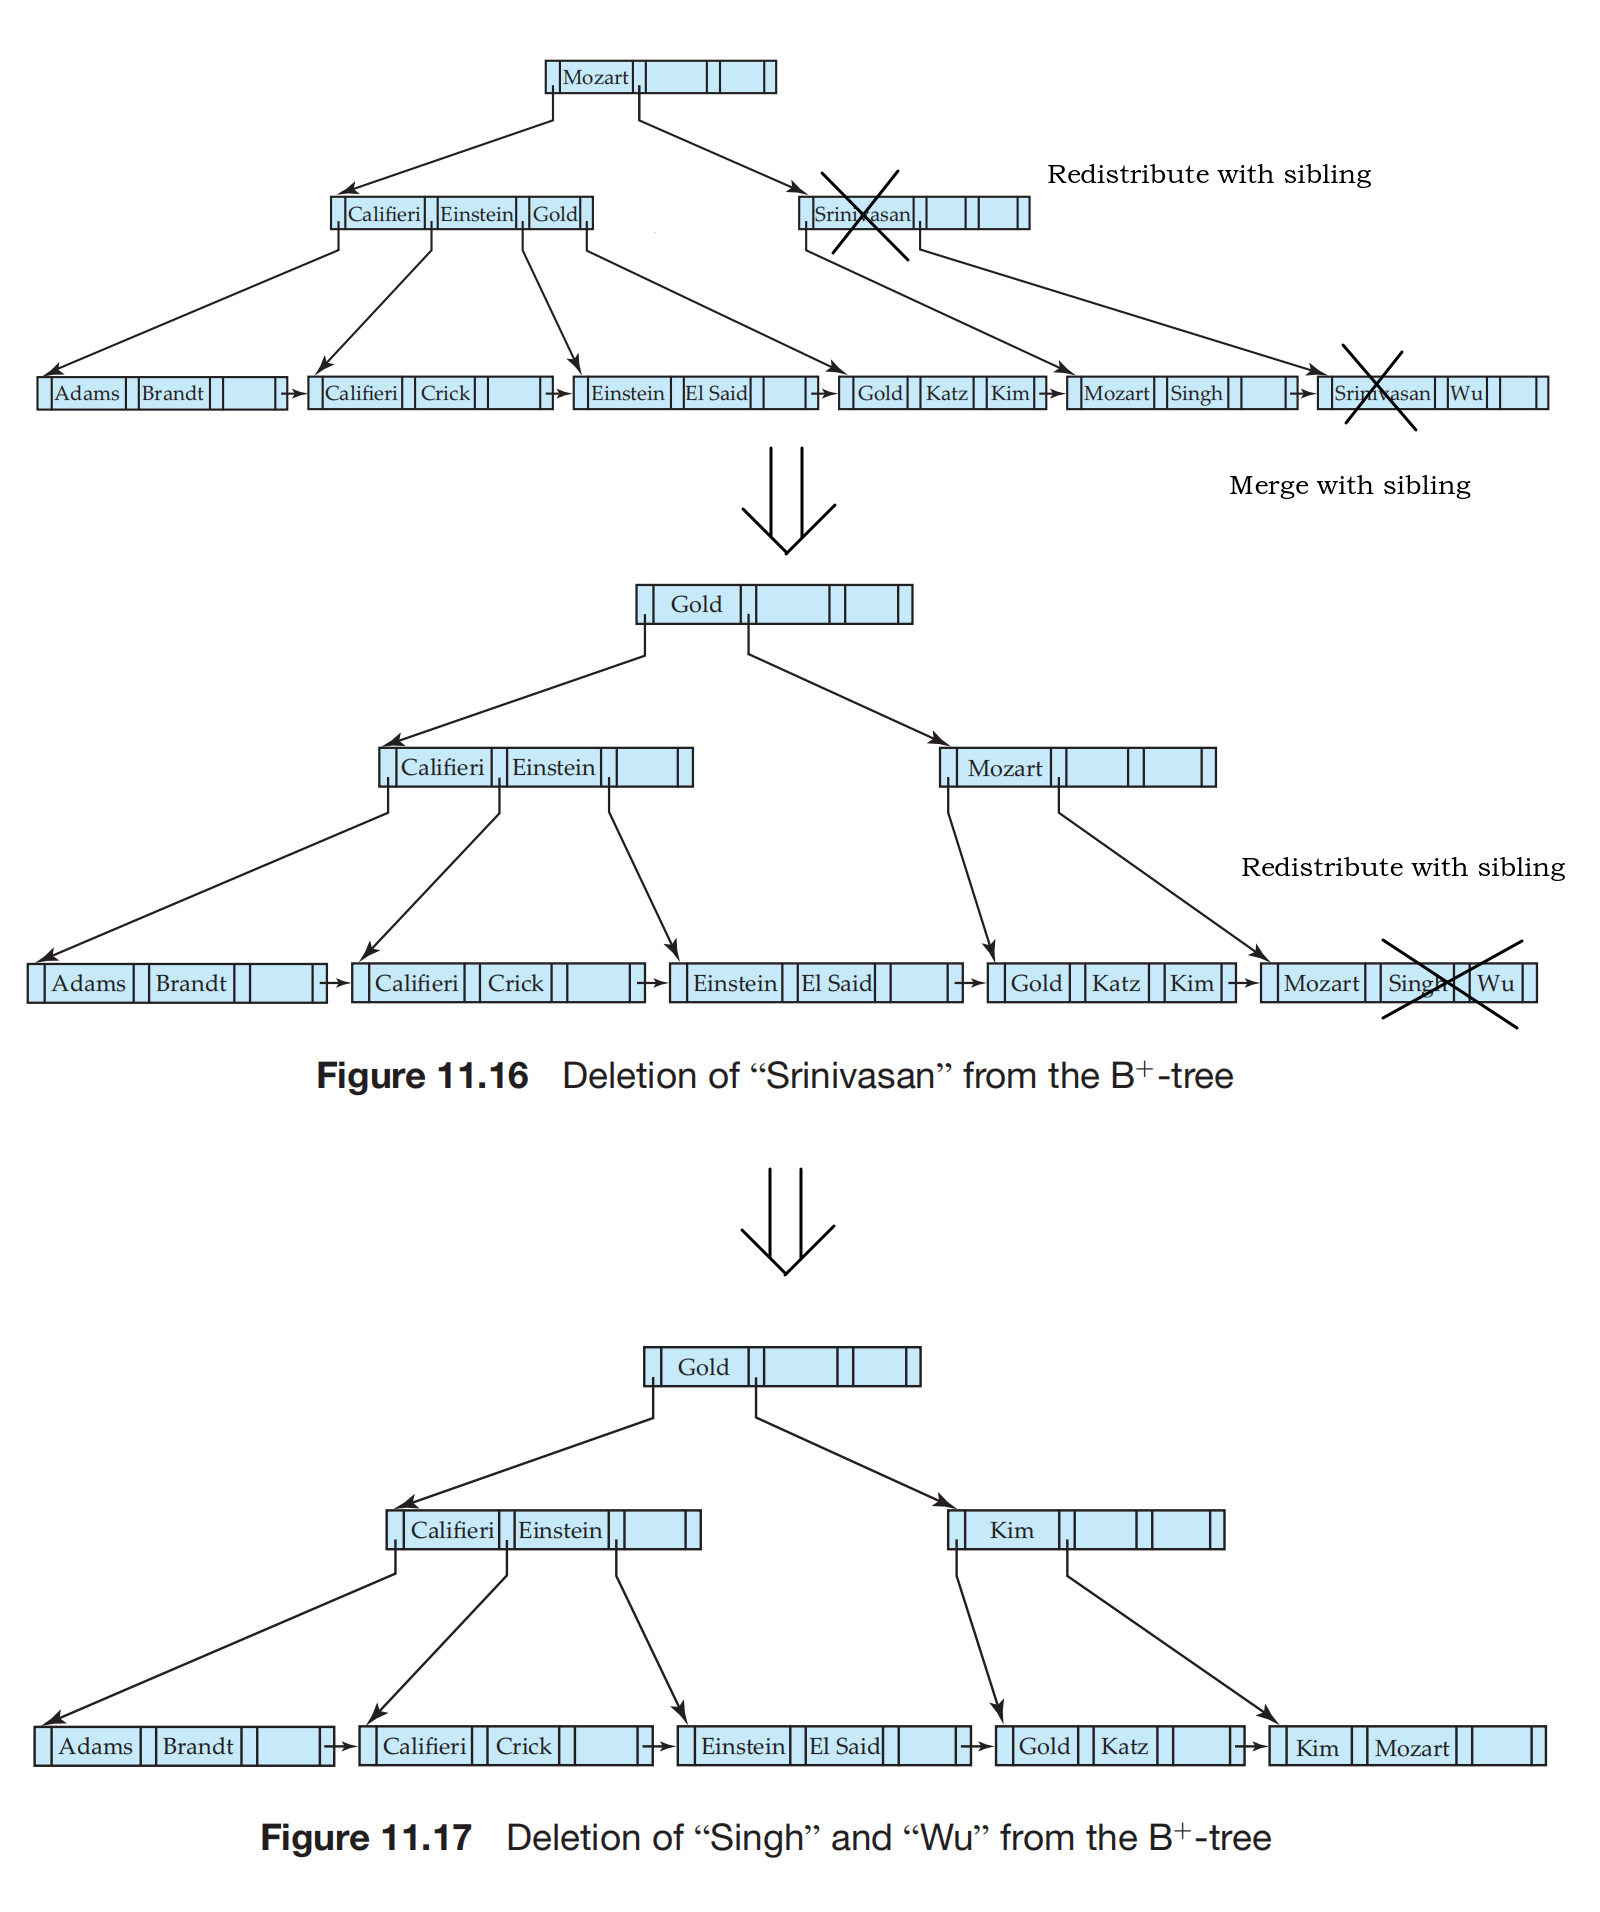 Mozart
Redistribute with sibling
Califieri Einstein Gold Srinivasan
Adams Brandt Califieri Crick Einstein El Said Gold Katz Kim Mozart Singh Srinivasan Wu
Merge with sibling
Gold
Califieri Einstein Mozart
Redistribute with sibling
Adams Brandt Califieri Crick Einstein El Said Gold Katz Kim Mozart Singh Wu
Figure 11.16 Deletion of “Srinivasan” from the B+-tree
Gold
Califieri Einstein Kim
Adams Brandt Califieri Crick Einstein El Said Gold Katz Kim Mozart
Figure 11.17 Deletion of “Singh” and “Wu” from the B+-tree